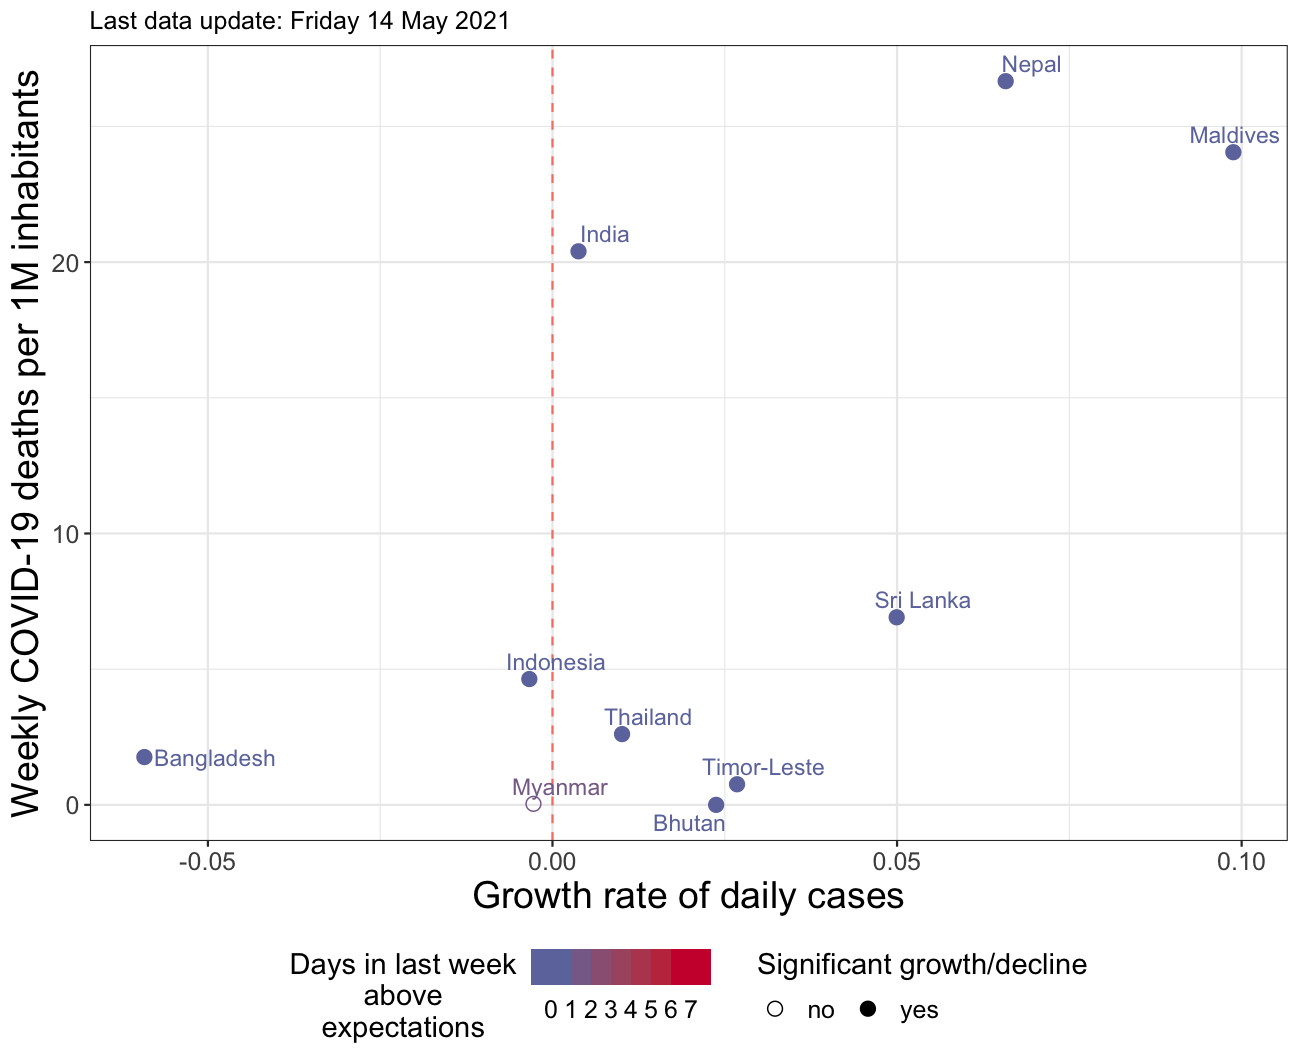 Last data update: Friday 14 May 2021
Weekly COVID-19 deaths per 1M inhabitants
Nepal
Maldives
India
20
10
Sri Lanka
Indonesia
Thailand
Bangladesh
Timor-Leste
Myanmar
0
Bhutan
-0.05 0.00 0.05 0.10
Growth rate of daily cases
Days in last week
above
expectations
0 1 2 3 4 5 6 7
Significant growth/decline
no yes